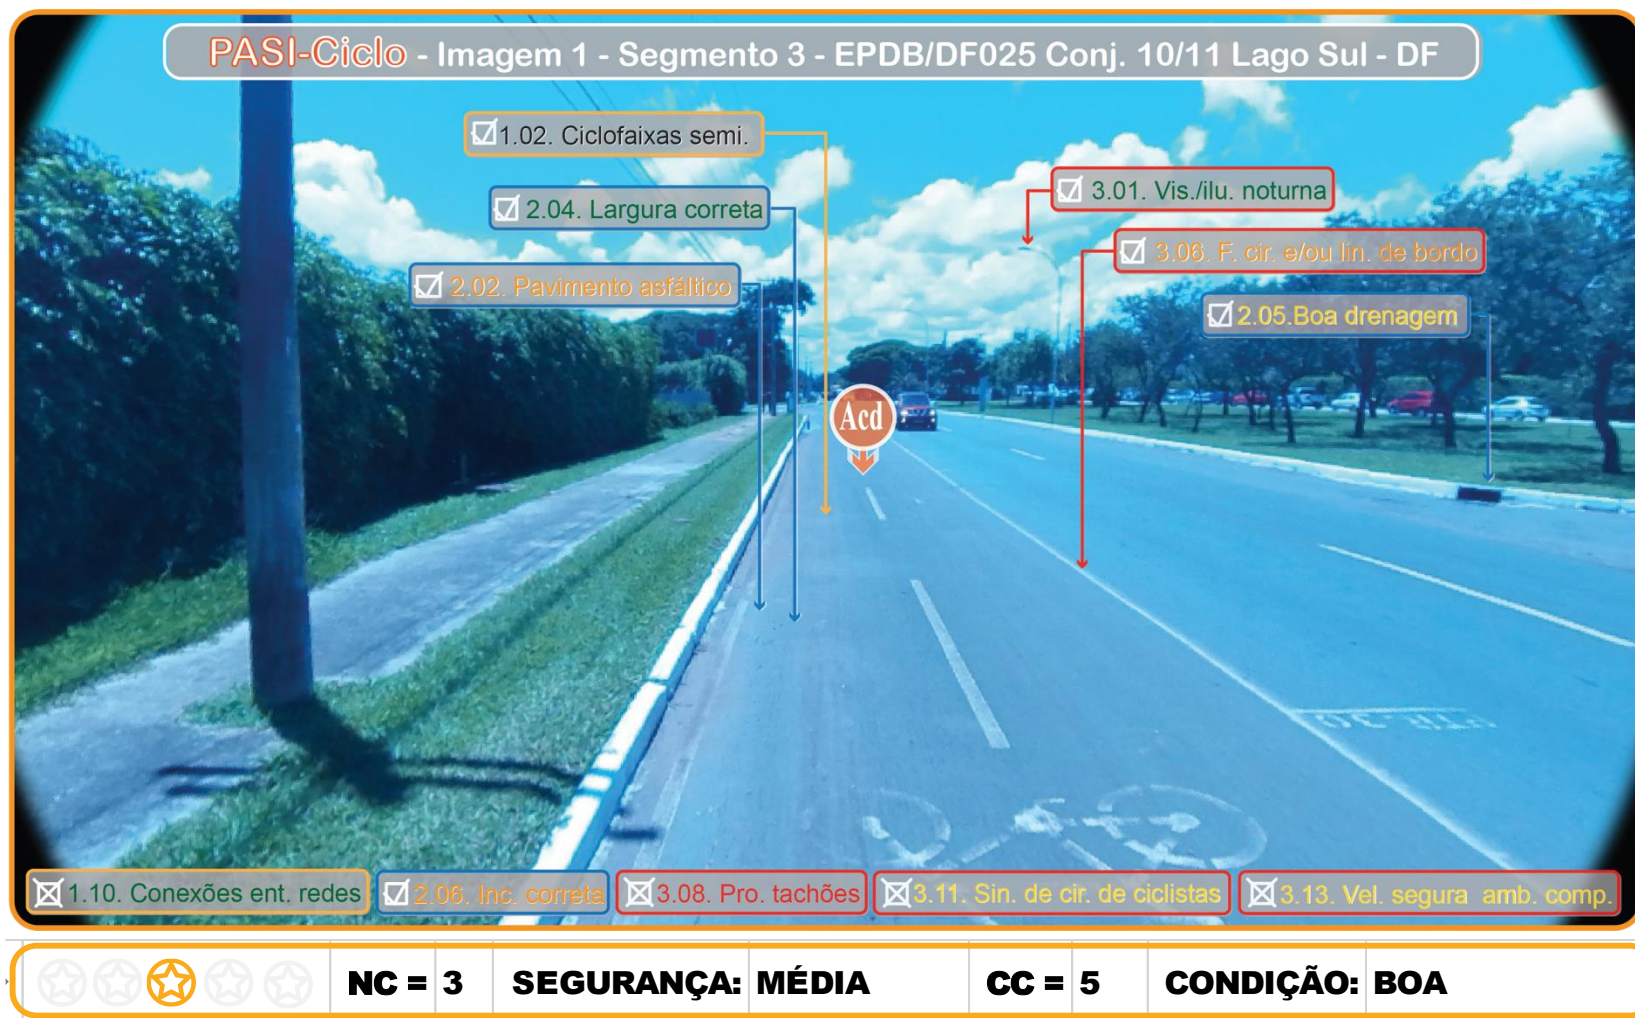 PASI-Ciclo - Imagem 1 - Segmento 3 - EPDB/DF025 Conj. 10/11 Lago Sul - DF
1.02. Ciclofaixas semi.
3.01. Vis./ilu. noturna
2.04. Largura correta
3.06. F. cir. e/ou lin. de bordo
2.02. Pavimento asfáltico
2.05.Boa drenagem
Acd
1.10. Conexões ent. redes
2.06. Inc. correta
3.08. Pro. tachões
3.11. Sin. de cir. de ciclistas
3.13. Vel. segura amb. comp.
NC = 3 SEGURANÇA: MÉDIA CC = 5 CONDIÇÃO: BOA